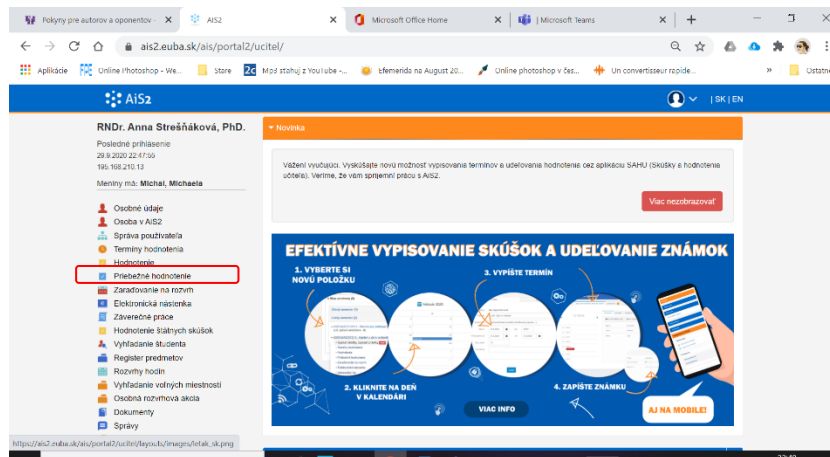 Pokyny pre autorov a oponentov -
AIS2
Microsoft Office Home
| Microsoft Teams
ais2.euba.sk/ais/portal2/ucitel/
Aplikácie
Online Photoshop - We...
Stare
Mp3 stahuj z YouTube -...
Efemerida na August 20...
Online photoshop v čes...
Un convertisseur rapide...
»
Ostatné
AiS2
| SK | EN
RNDr. Anna Strešňáková, PhD.
Posledné prihlásenie
29.9.2020 22:47:55
195.168.210.13
Meniny má: Michal, Michaela
Osobné údaje
Osoba v AiS2
Správa používateľa
Termíny hodnotenia
Hodnotenie
Priebežné hodnotenie
Zaraďovanie na rozvrh
Elektronická nástenka
Záverečné práce
Hodnotenie štátnych skúšok
Vyhľadanie študenta
Register predmetov
Rozvrhy hodín
Vyhľadanie voľných miestností
Osobná rozvrhová akcia
Dokumenty
Správy
Novinka
Vážení vyučujúci. Vyskúšajte novú možnosť vypisovania termínov a udeľovania hodnotenia cez aplikáciu SAHU (Skúšky a hodnotenia
učiteľa). Veríme, že vám spríjemní prácu s AiS2.
Viac nezobrazovať
EFEKTÍVNE VYPISOVANIE SKÚŠOK A UDEĽOVANIE ZNÁMOK
1. VYBERTE SI
NOVÚ POLOŽKU
3. VYPÍŠTE TERMÍN
2. KLIKNITE NA DEŇ
V KALENDÁRI
4. ZAPÍŠTE ZNÁMKU
VIAC INFO
AJ NA MOBILE!
https://ais2.euba.sk/ais/portal2/ucitel/layouts/images/letak_sk.png